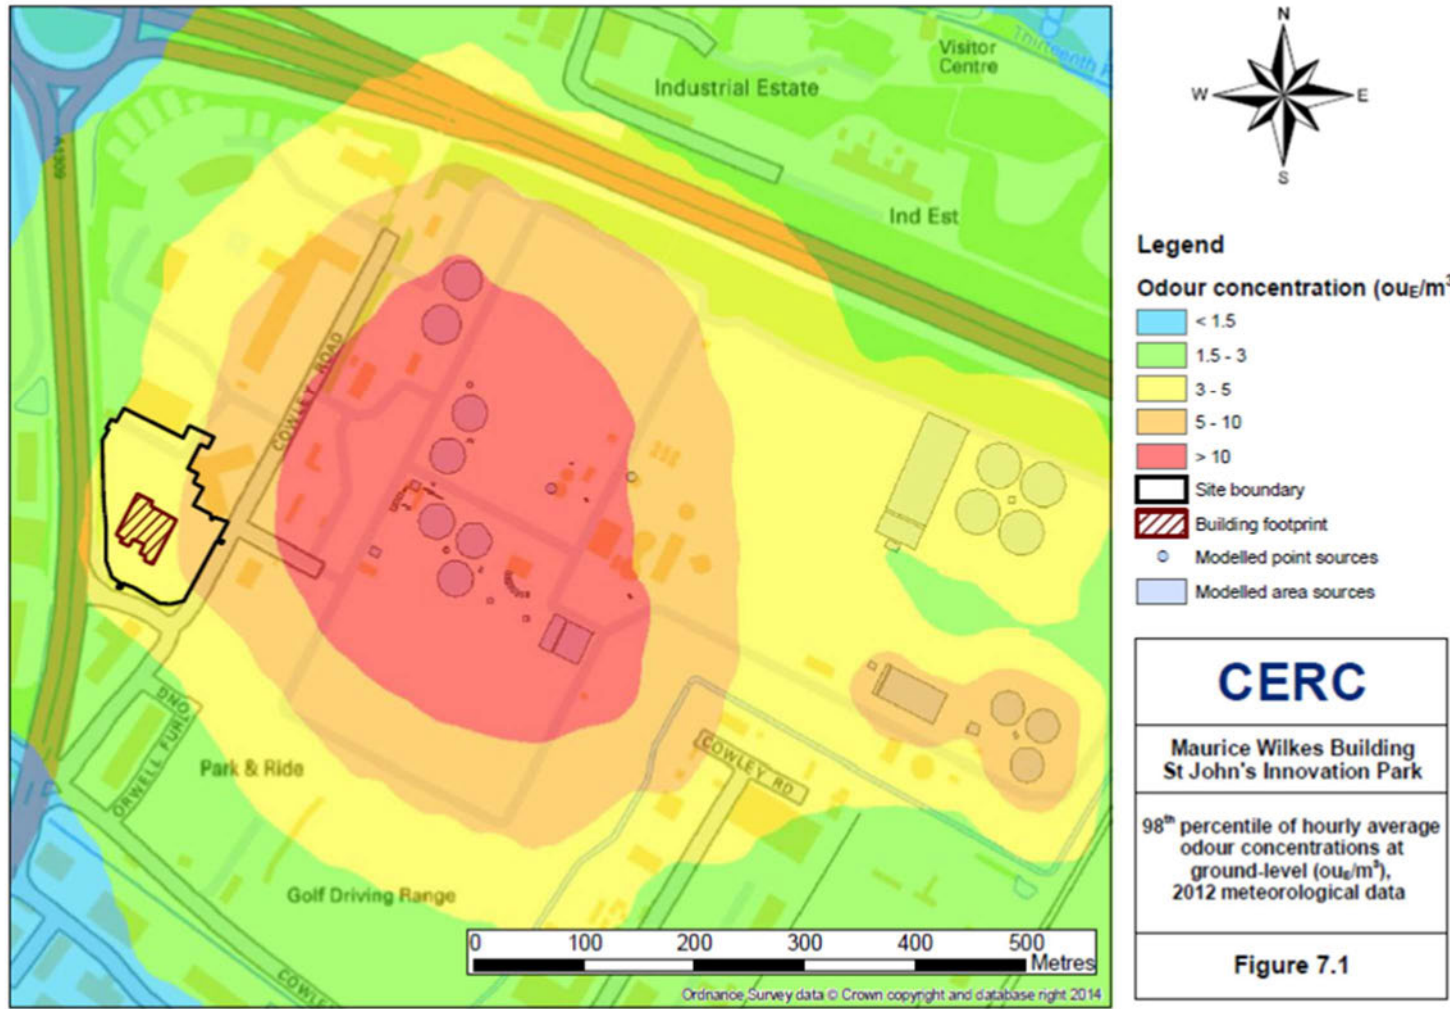 Thirteenth P
Visitor
Centre
Industrial Estate
Ind Est
A1309
COWLEY ROAD
ORWELL FURLONG
Park & Ride
COWLEY RD
Golf Driving Range
COWLEY
0 100 200 300 400 500
Metres
Ordnance Survey data © Crown copyright and database right 2014
N
W E
S
Legend
Odour concentration (ouE/m³
< 1.5
1.5 - 3
3 - 5
5 - 10
> 10
Site boundary
Building footprint
Modelled point sources
Modelled area sources
CERC
Maurice Wilkes Building
St John's Innovation Park
98th percentile of hourly average
odour concentrations at
ground-level (ouE/m³),
2012 meteorological data
Figure 7.1